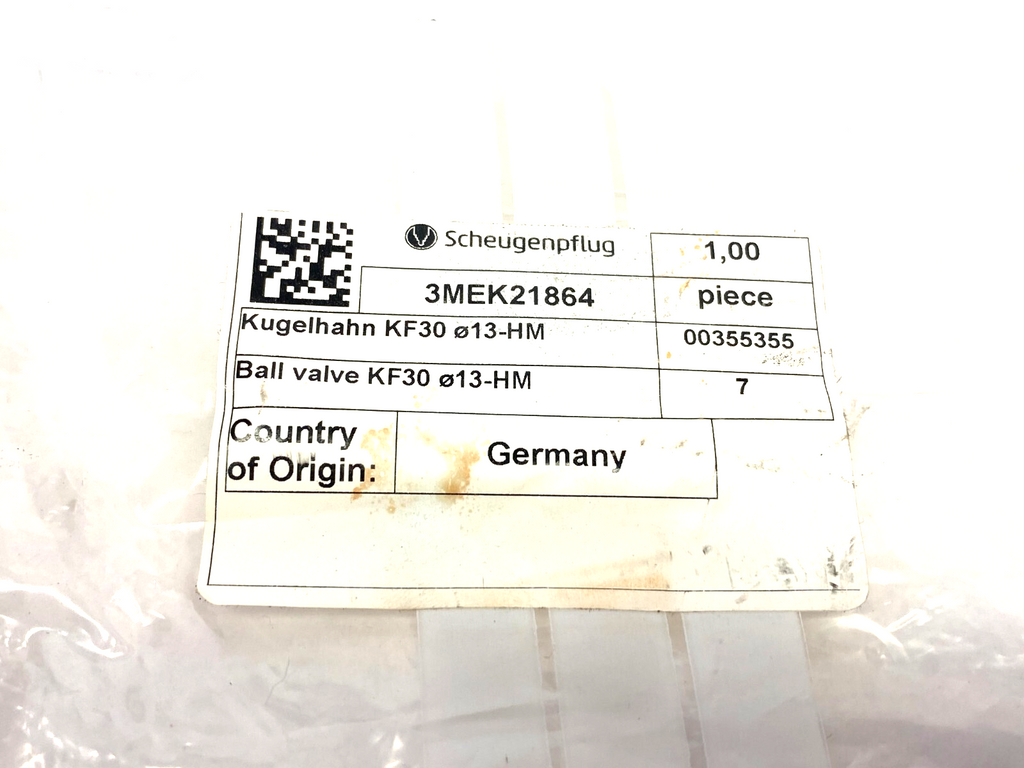 Scheugenpflug
1,00
3MEK21864
piece
Kugelhahn KF30 ø13-HM
00355355
Ball valve KF30 ø13-HM
7
Country
of Origin:
Germany